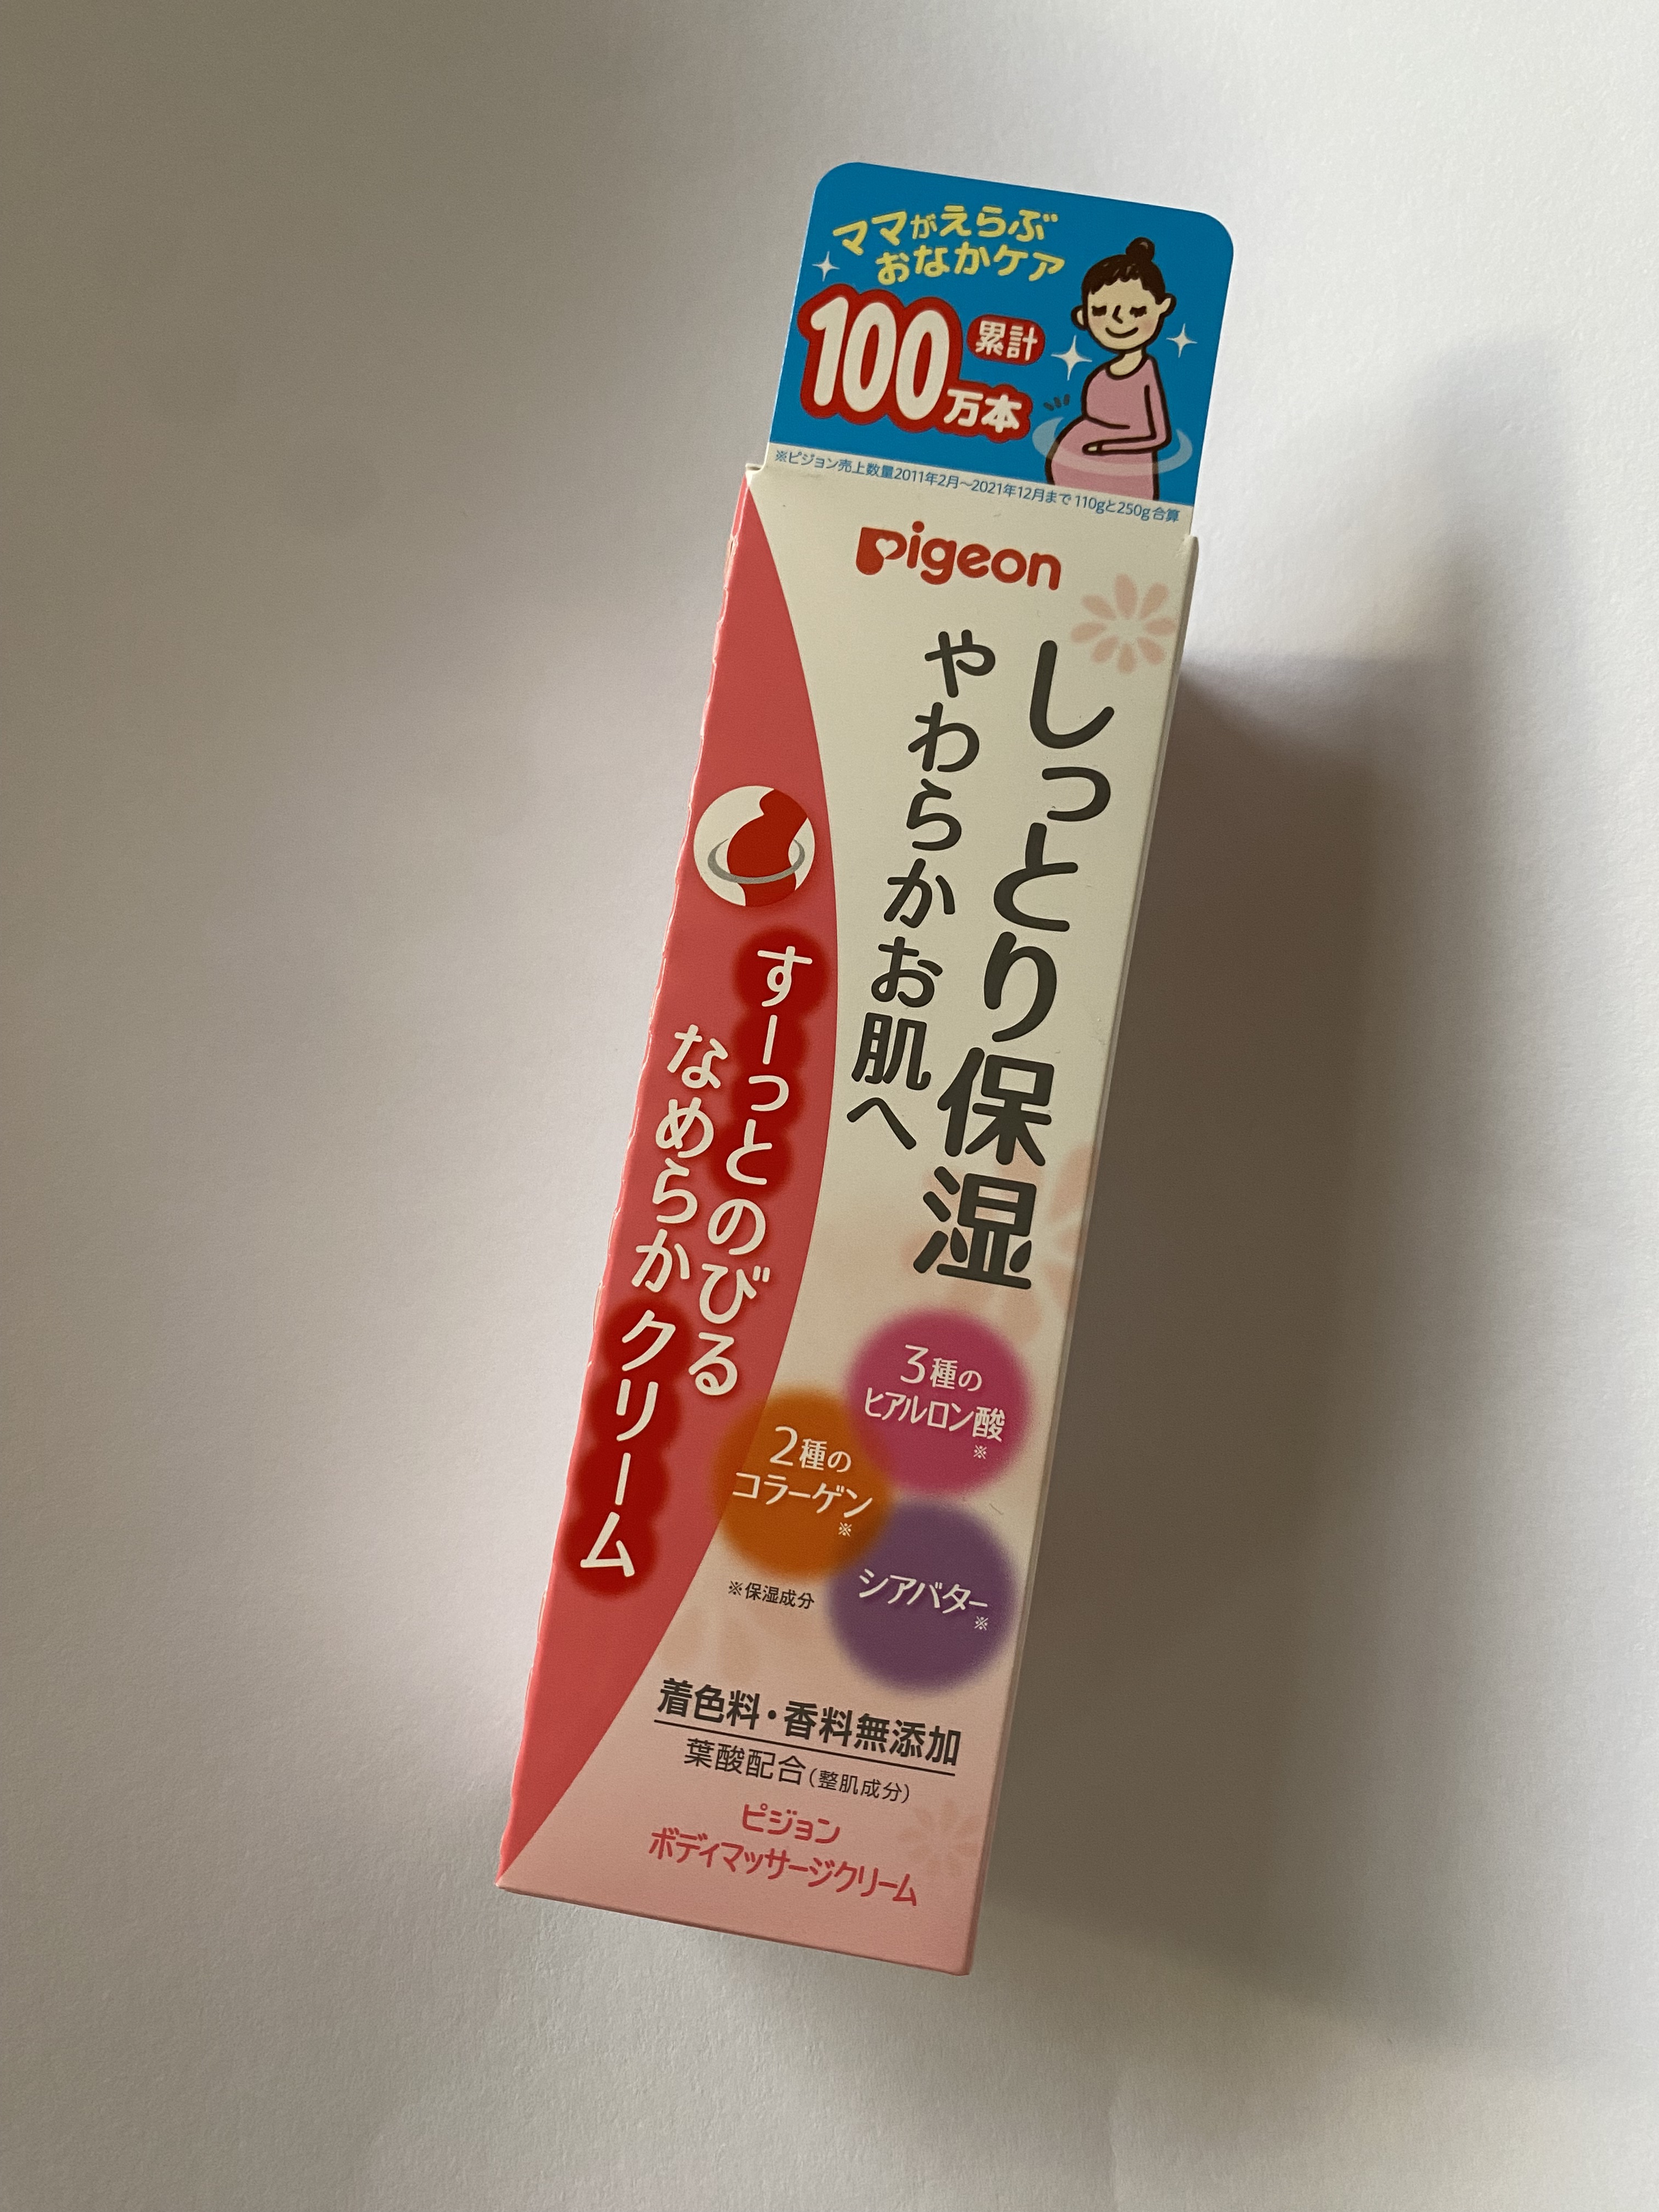 ママがえらぶ
おなかケア
累計
100万本
※ピジョン売上数量2011年2月～2021年12月まで 110gと250g合算
Pigeon
しっとり保湿
やわらかお肌へ
すーっとのびる
なめらかクリーム
3種の
ヒアルロン酸
※
2種の
コラーゲン
※
シアバター
※
※保湿成分
着色料・香料無添加
葉酸配合(整肌成分)
ピジョン
ボディマッサージクリーム